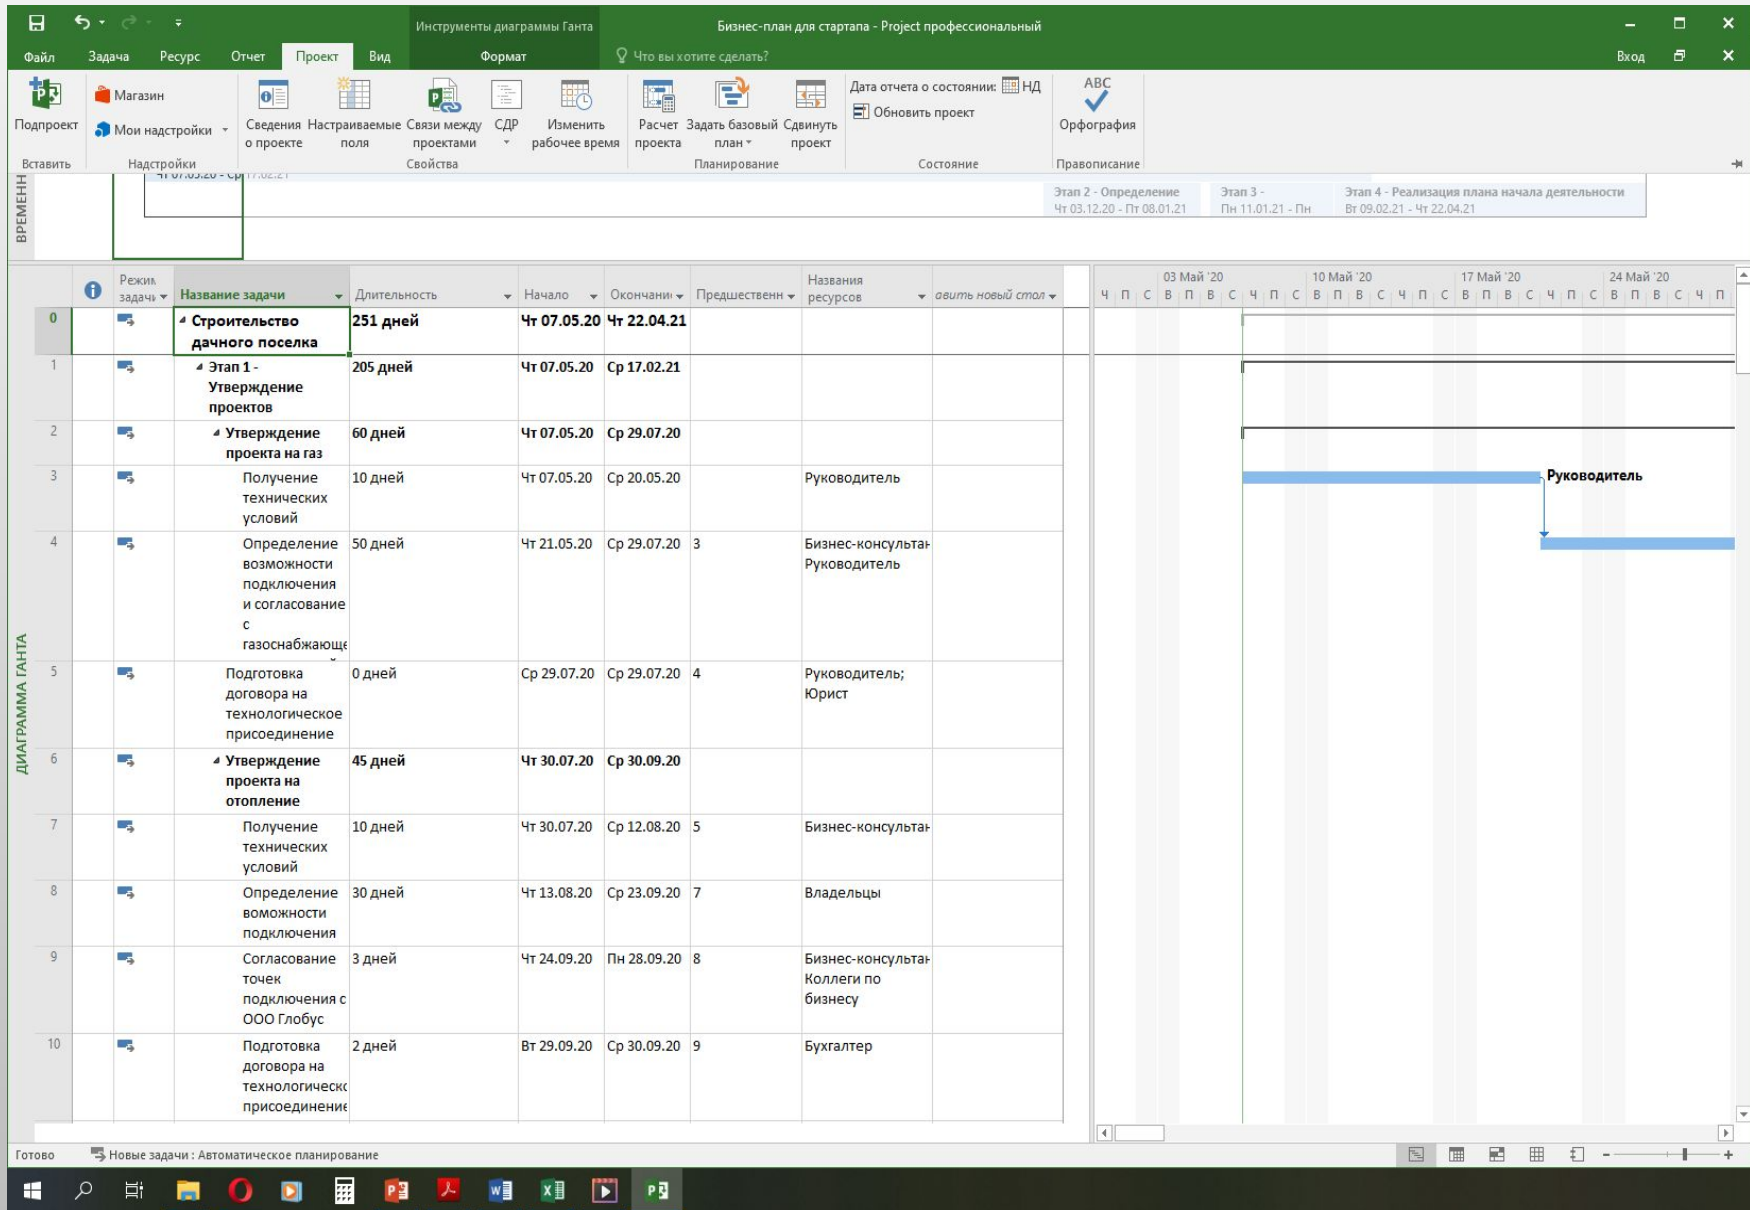 Инструменты диаграммы Ганта
Бизнес-план для стартапа - Project профессиональный
Файл Задача Ресурс Отчет Проект Вид Формат Что вы хотите сделать? Вход
Подпроект
Магазин
Мои надстройки
Сведения о проекте
Настраиваемые поля
Связи между проектами
СДР
Изменить рабочее время
Расчет проекта
Задать базовый план
Сдвинуть проект
Дата отчета о состоянии: НД
Обновить проект
ABC
Орфография
Вставить Надстройки Свойства Планирование Состояние Правописание
ВРЕМЕНН
Чт 07.05.20 - Ср 17.02.21
Этап 2 - Определение
Чт 03.12.20 - Пт 08.01.21
Этап 3 -
Пн 11.01.21 - Пн
Этап 4 - Реализация плана начала деятельности
Вт 09.02.21 - Чт 22.04.21
ДИАГРАММА ГАНТА
Режим задачи Название задачи Длительность Начало Окончани Предшественн Названия ресурсов авить новый стол
03 Май '20 10 Май '20 17 Май '20 24 Май '20
Ч П С В П В С Ч П С В П В С Ч П С В П В С Ч П С В П В С Ч П
0 Строительство 251 дней Чт 07.05.20 Чт 22.04.21
дачного поселка
1 Этап 1 - 205 дней Чт 07.05.20 Ср 17.02.21
Утверждение
проектов
2 Утверждение 60 дней Чт 07.05.20 Ср 29.07.20
проекта на газ
3 Получение 10 дней Чт 07.05.20 Ср 20.05.20 Руководитель Руководитель
технических
условий
4 Определение 50 дней Чт 21.05.20 Ср 29.07.20 3 Бизнес-консультан
возможности Руководитель
подключения
и согласование
с
газоснабжающе
5 Подготовка 0 дней Ср 29.07.20 Ср 29.07.20 4 Руководитель;
договора на Юрист
технологическое
присоединение
6 Утверждение 45 дней Чт 30.07.20 Ср 30.09.20
проекта на
отопление
7 Получение 10 дней Чт 30.07.20 Ср 12.08.20 5 Бизнес-консультан
технических
условий
8 Определение 30 дней Чт 13.08.20 Ср 23.09.20 7 Владельцы
воможности
подключения
9 Согласование 3 дней Чт 24.09.20 Пн 28.09.20 8 Бизнес-консультан
точек Коллеги по
подключения с бизнесу
ООО Глобус
10 Подготовка 2 дней Вт 29.09.20 Ср 30.09.20 9 Бухгалтер
договора на
технологическо
присоединение
Готово Новые задачи : Автоматическое планирование